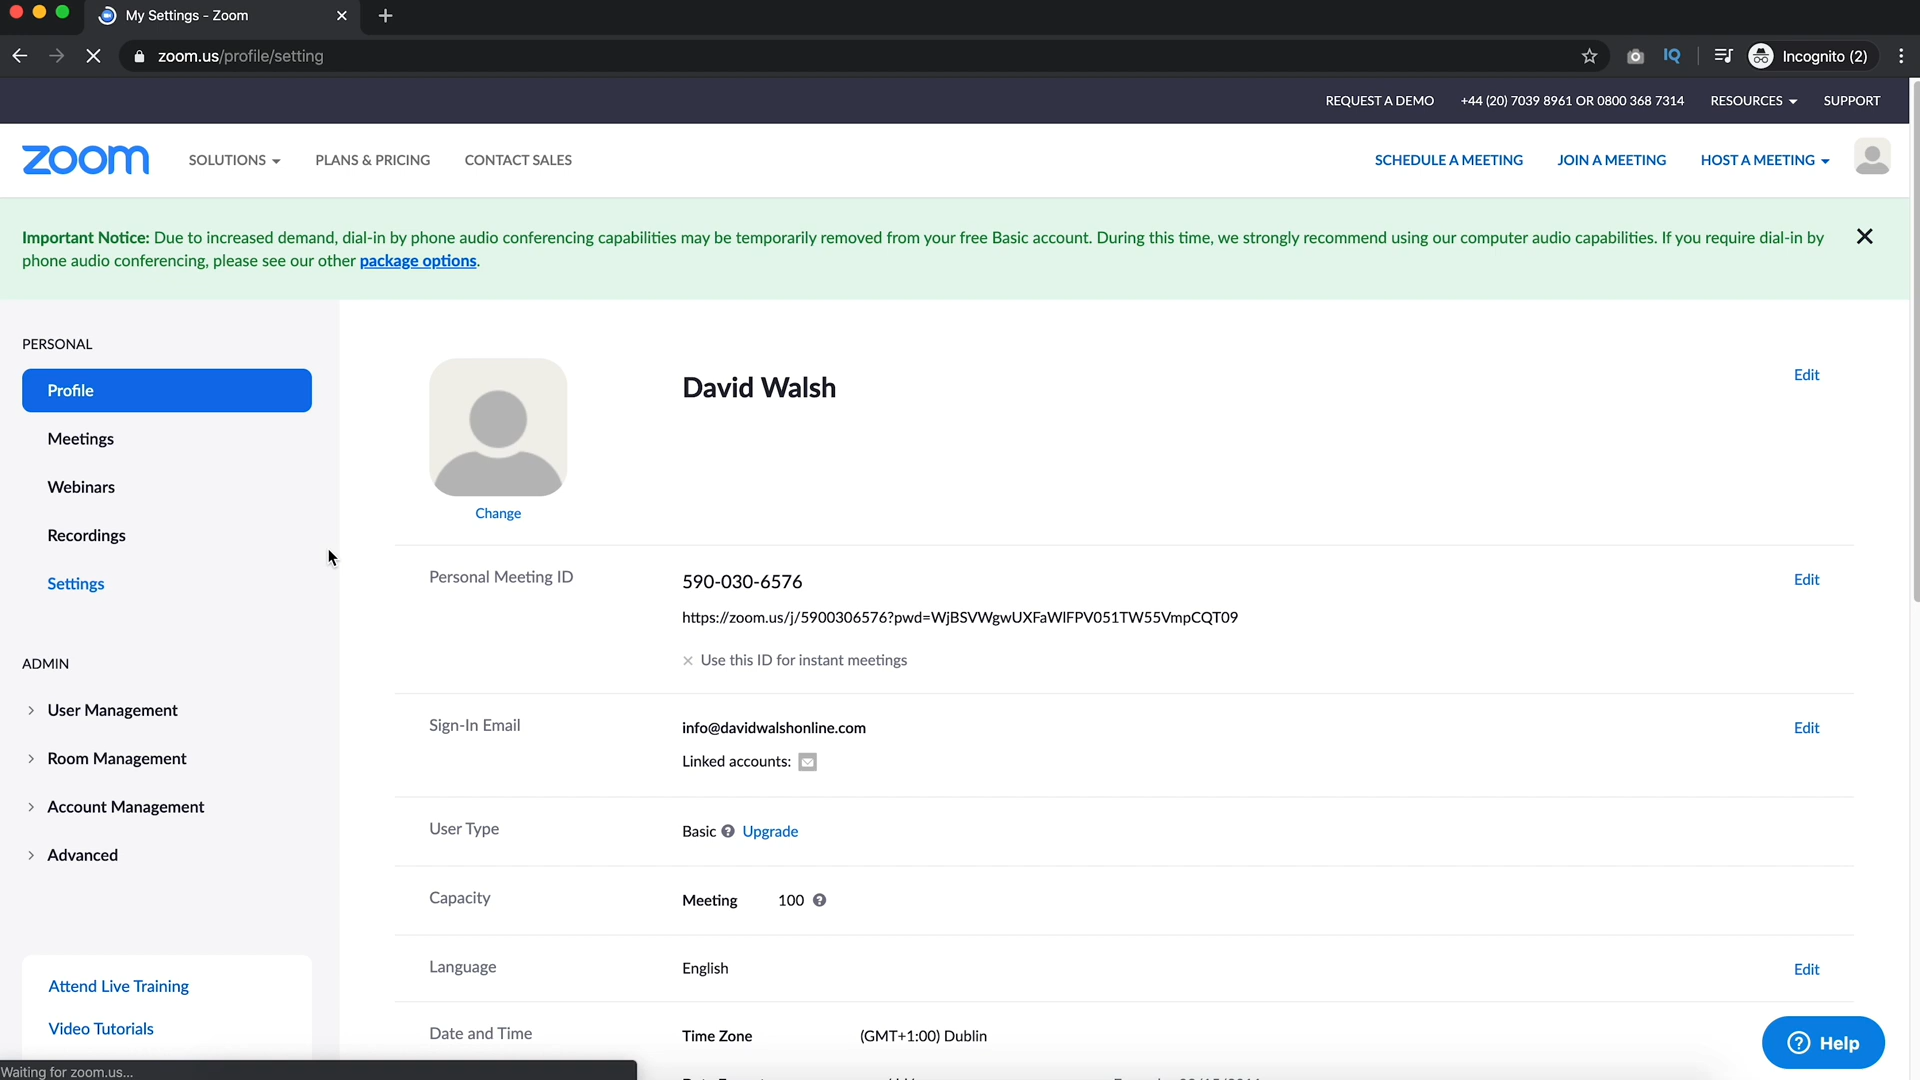 My Settings - Zoom
zoom.us/profile/setting
IQ
Incognito (2)
REQUEST A DEMO
+44 (20) 7039 8961 OR 0800 368 7314
RESOURCES
SUPPORT
zoom
SOLUTIONS
PLANS & PRICING
CONTACT SALES
SCHEDULE A MEETING
JOIN A MEETING
HOST A MEETING
Important Notice: Due to increased demand, dial-in by phone audio conferencing capabilities may be temporarily removed from your free Basic account. During this time, we strongly recommend using our computer audio capabilities. If you require dial-in by
phone audio conferencing, please see our other package options.
PERSONAL
Profile
Meetings
Webinars
Recordings
Settings
ADMIN
User Management
Room Management
Account Management
Advanced
Attend Live Training
Video Tutorials
David Walsh
Edit
Change
Personal Meeting ID
590-030-6576
Edit
https://zoom.us/j/5900306576?pwd=WjBSVWgwUXFaWlFPV051TW55VmpCQT09
Use this ID for instant meetings
Sign-In Email
info@davidwalshonline.com
Edit
Linked accounts:
User Type
Basic
Upgrade
Capacity
Meeting
100
Language
English
Edit
Date and Time
Time Zone
(GMT+1:00) Dublin
Help
Waiting for zoom.us...